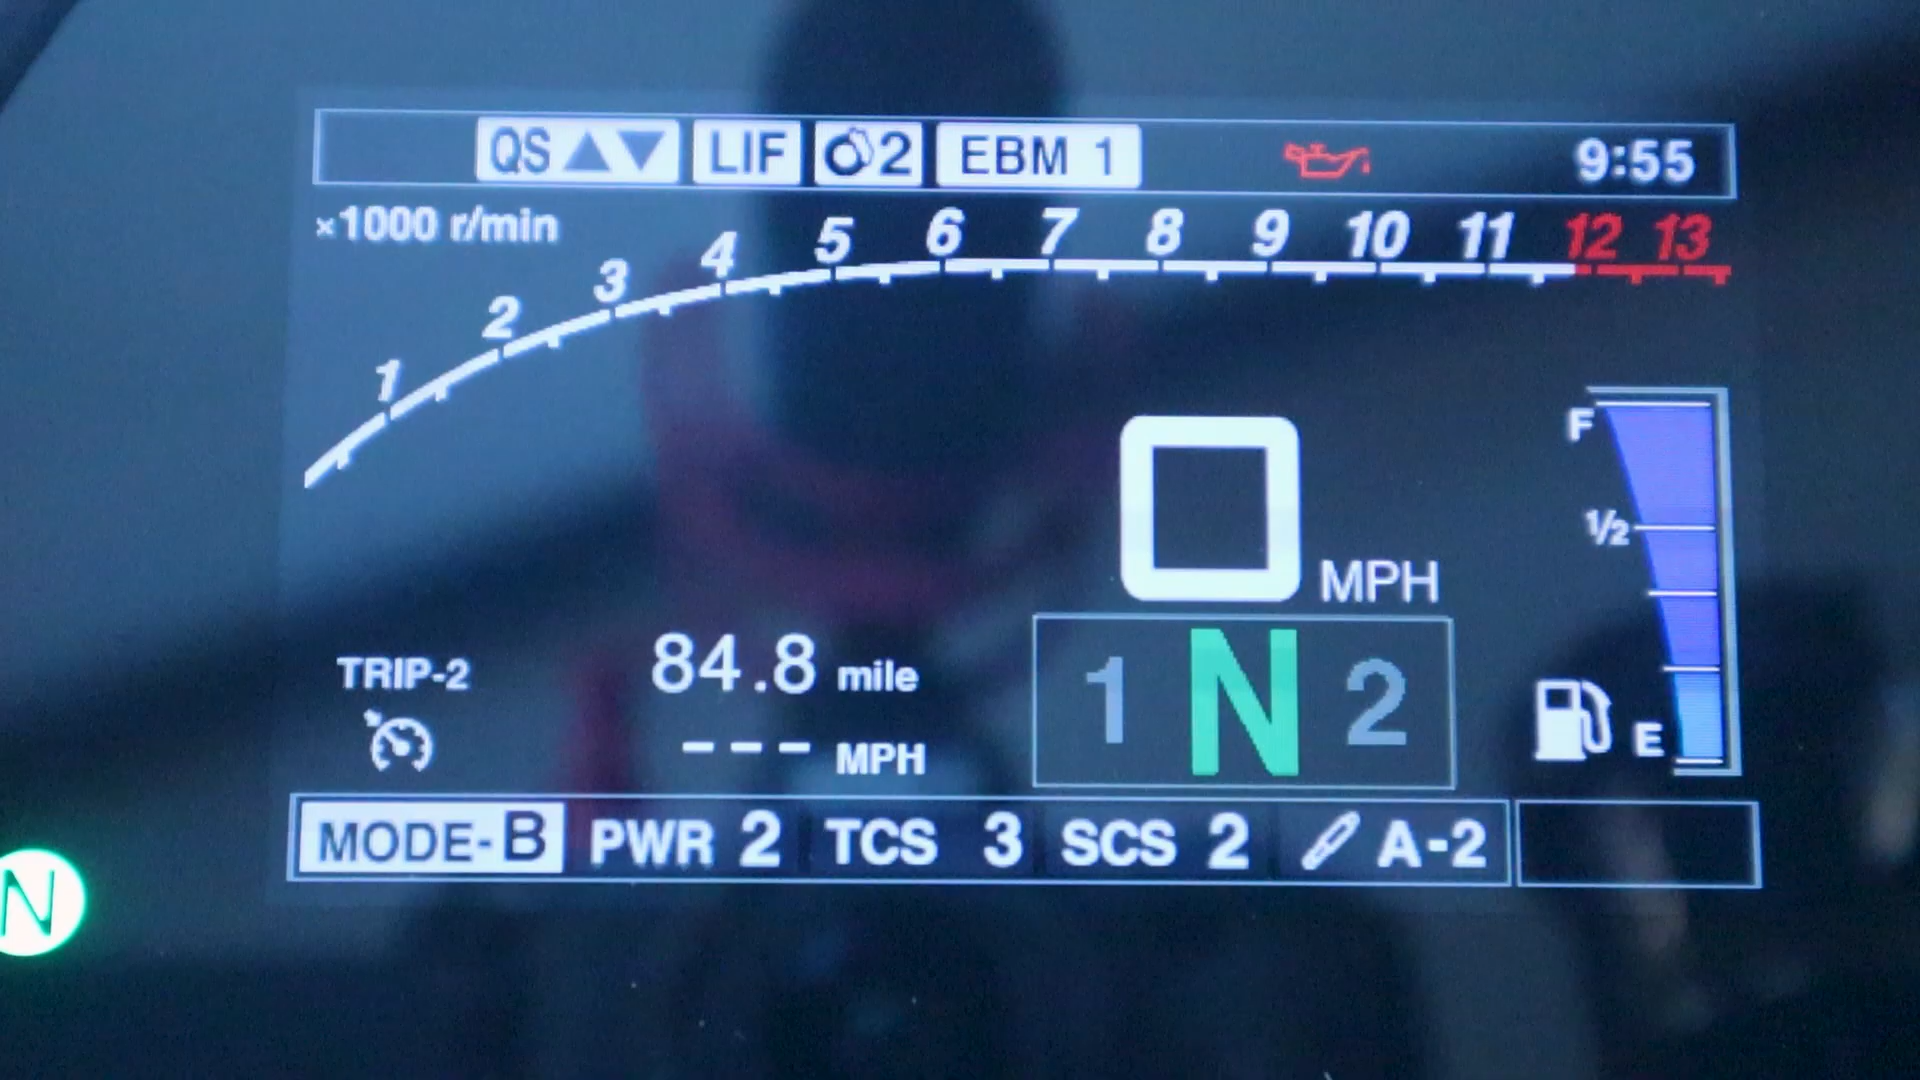 QS LIF 2 EBM 1 9:55
×1000 r/min
1 2 3 4 5 6 7 8 9 10 11 12 13
F
1/2
E
0 MPH
TRIP-2 84.8 mile
--- MPH
1 N 2
MODE-B PWR 2 TCS 3 SCS 2 A-2
N